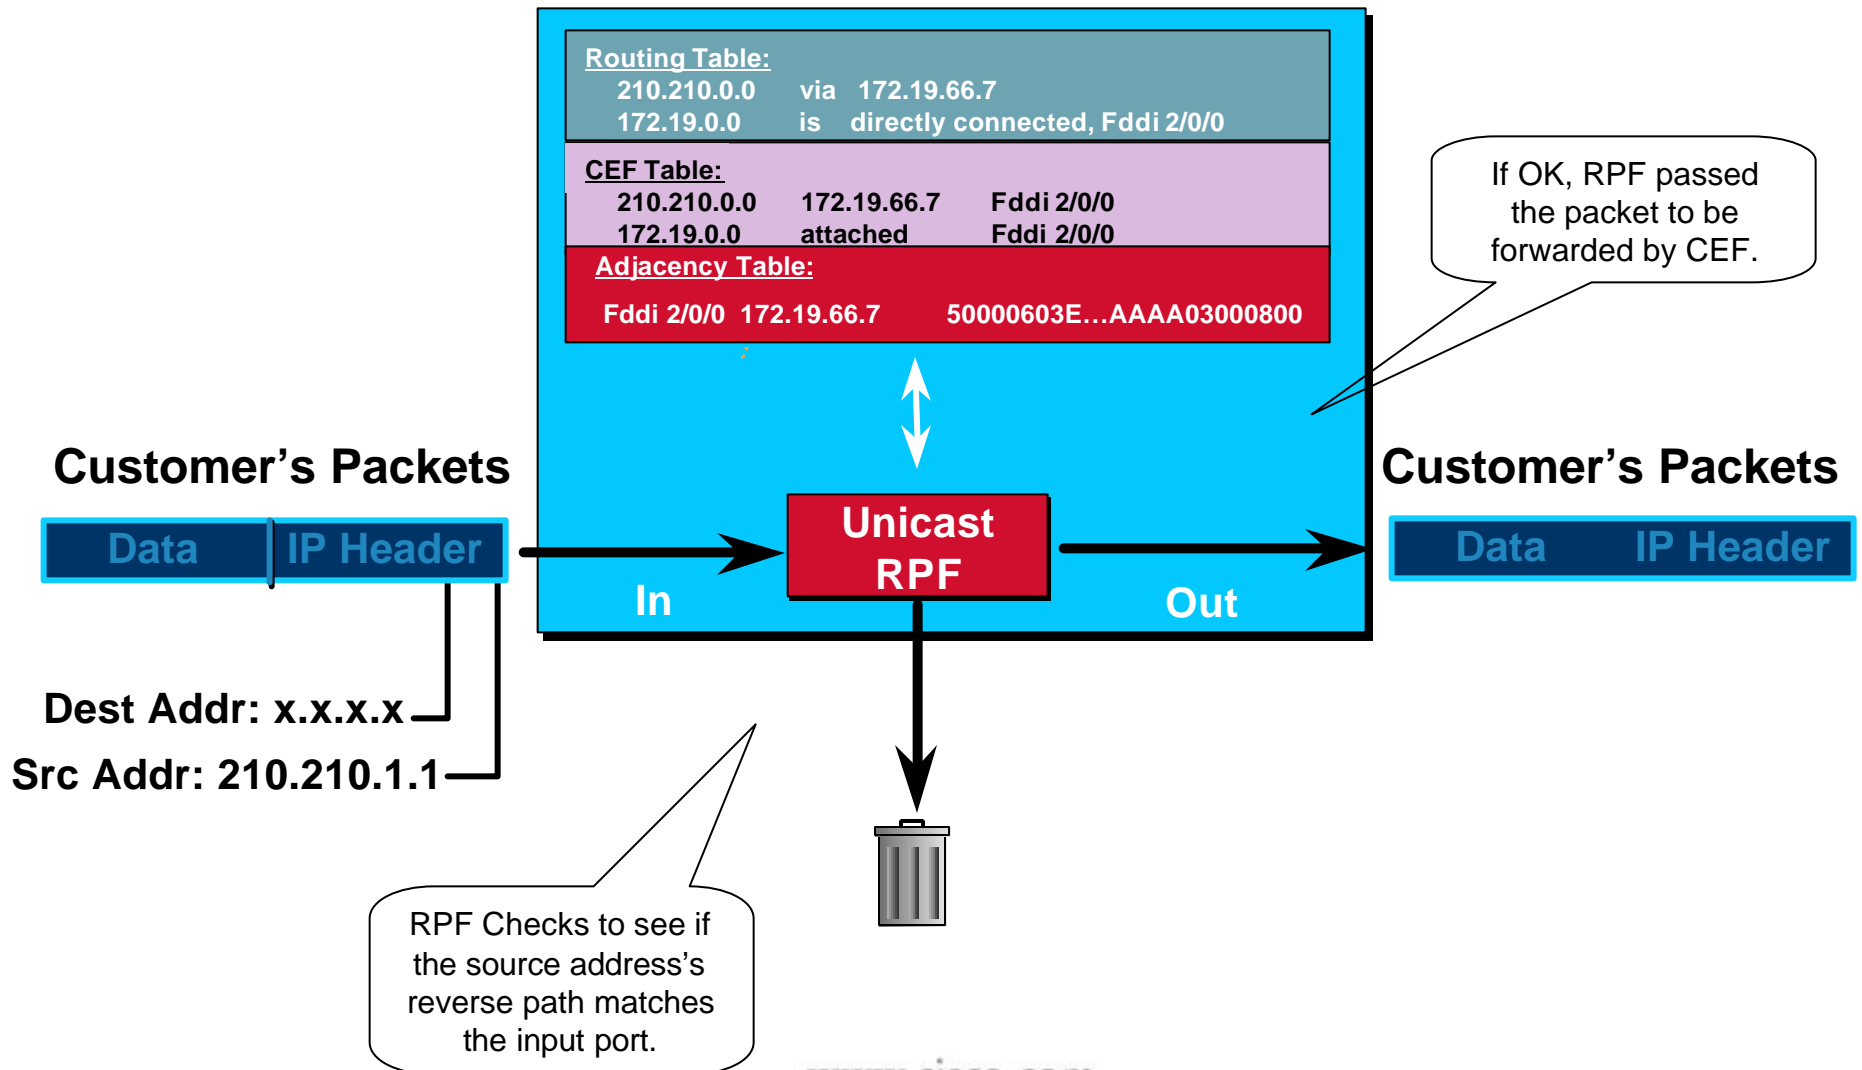 Routing Table:
210.210.0.0 via 172.19.66.7
172.19.0.0 is directly connected, Fddi 2/0/0
CEF Table:
210.210.0.0 172.19.66.7 Fddi 2/0/0
172.19.0.0 attached Fddi 2/0/0
Adjacency Table:
Fddi 2/0/0 172.19.66.7 50000603E...AAAA03000800
If OK, RPF passed
the packet to be
forwarded by CEF.
Customer's Packets
Data IP Header
In
Unicast
RPF
Out
Customer's Packets
Data IP Header
Dest Addr: x.x.x.x
Src Addr: 210.210.1.1
RPF Checks to see if
the source address's
reverse path matches
the input port.